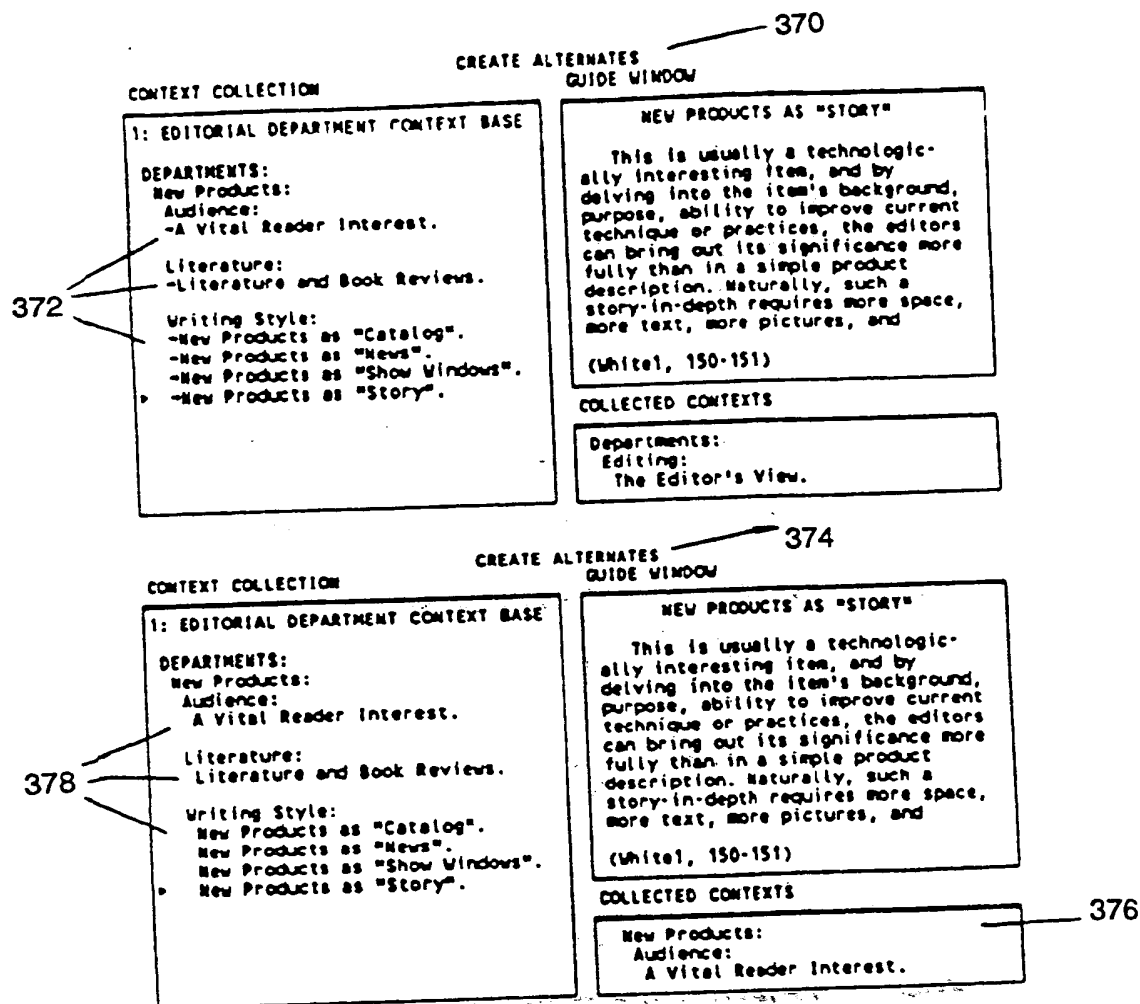 370
CREATE ALTERNATES
CONTEXT COLLECTION
GUIDE WINDOW
1: EDITORIAL DEPARTMENT CONTEXT BASE
DEPARTMENTS:
New Products:
Audience:
→A Vital Reader Interest.
Literature:
→Literature and Book Reviews.
372
Writing Style:
→New Products as "Catalog".
→New Products as "News".
→New Products as "Show Windows".
▸ →New Products as "Story".
NEW PRODUCTS AS "STORY"
This is usually a technologic-
ally interesting item, and by
delving into the item's background,
purpose, ability to improve current
technique or practices, the editors
can bring out its significance more
fully than in a simple product
description. Naturally, such a
story-in-depth requires more space,
more text, more pictures, and
(White1, 150-151)
COLLECTED CONTEXTS
Departments:
Editing:
The Editor's View.
374
CREATE ALTERNATES
CONTEXT COLLECTION
GUIDE WINDOW
1: EDITORIAL DEPARTMENT CONTEXT BASE
DEPARTMENTS:
New Products:
Audience:
A Vital Reader Interest.
Literature:
Literature and Book Reviews.
378
Writing Style:
New Products as "Catalog".
New Products as "News".
New Products as "Show Windows".
▸ New Products as "Story".
NEW PRODUCTS AS "STORY"
This is usually a technologic-
ally interesting item, and by
delving into the item's background,
purpose, ability to improve current
technique or practices, the editors
can bring out its significance more
fully than in a simple product
description. Naturally, such a
story-in-depth requires more space,
more text, more pictures, and
(White1, 150-151)
COLLECTED CONTEXTS
376
New Products:
Audience:
A Vital Reader Interest.